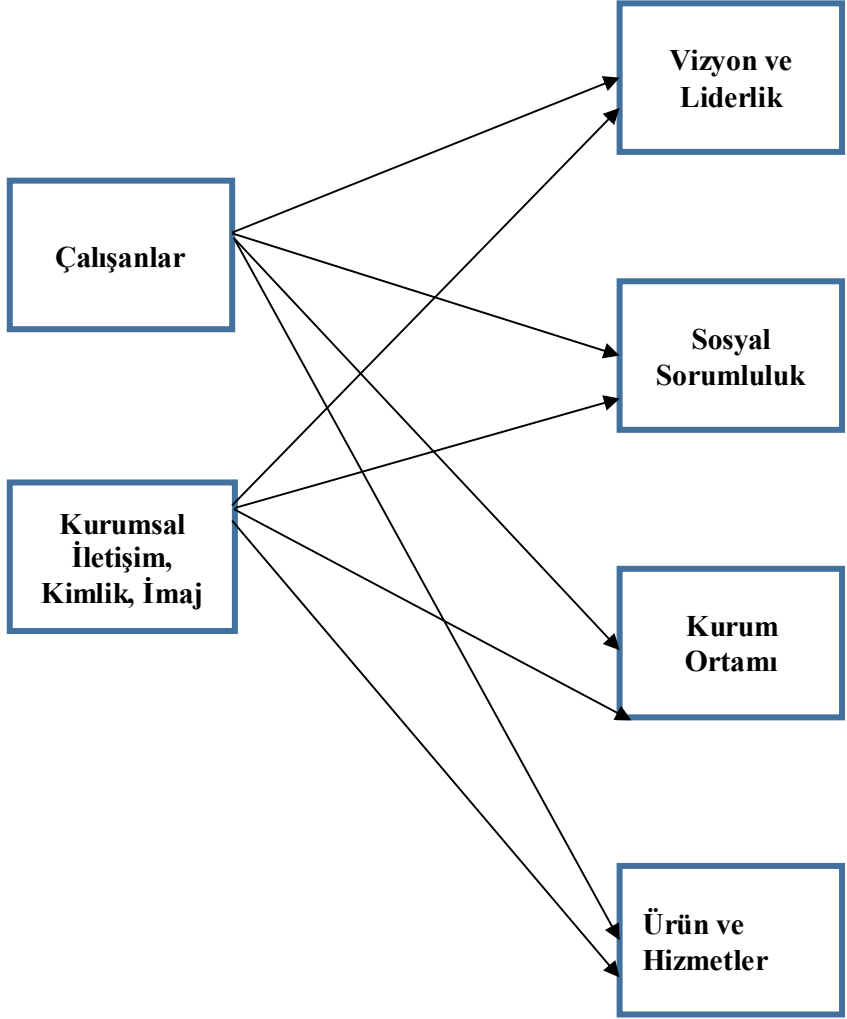 Vizyon ve
Liderlik
Çalışanlar
Sosyal
Sorumluluk
Kurumsal
İletişim,
Kimlik, İmaj
Kurum
Ortamı
Ürün ve
Hizmetler